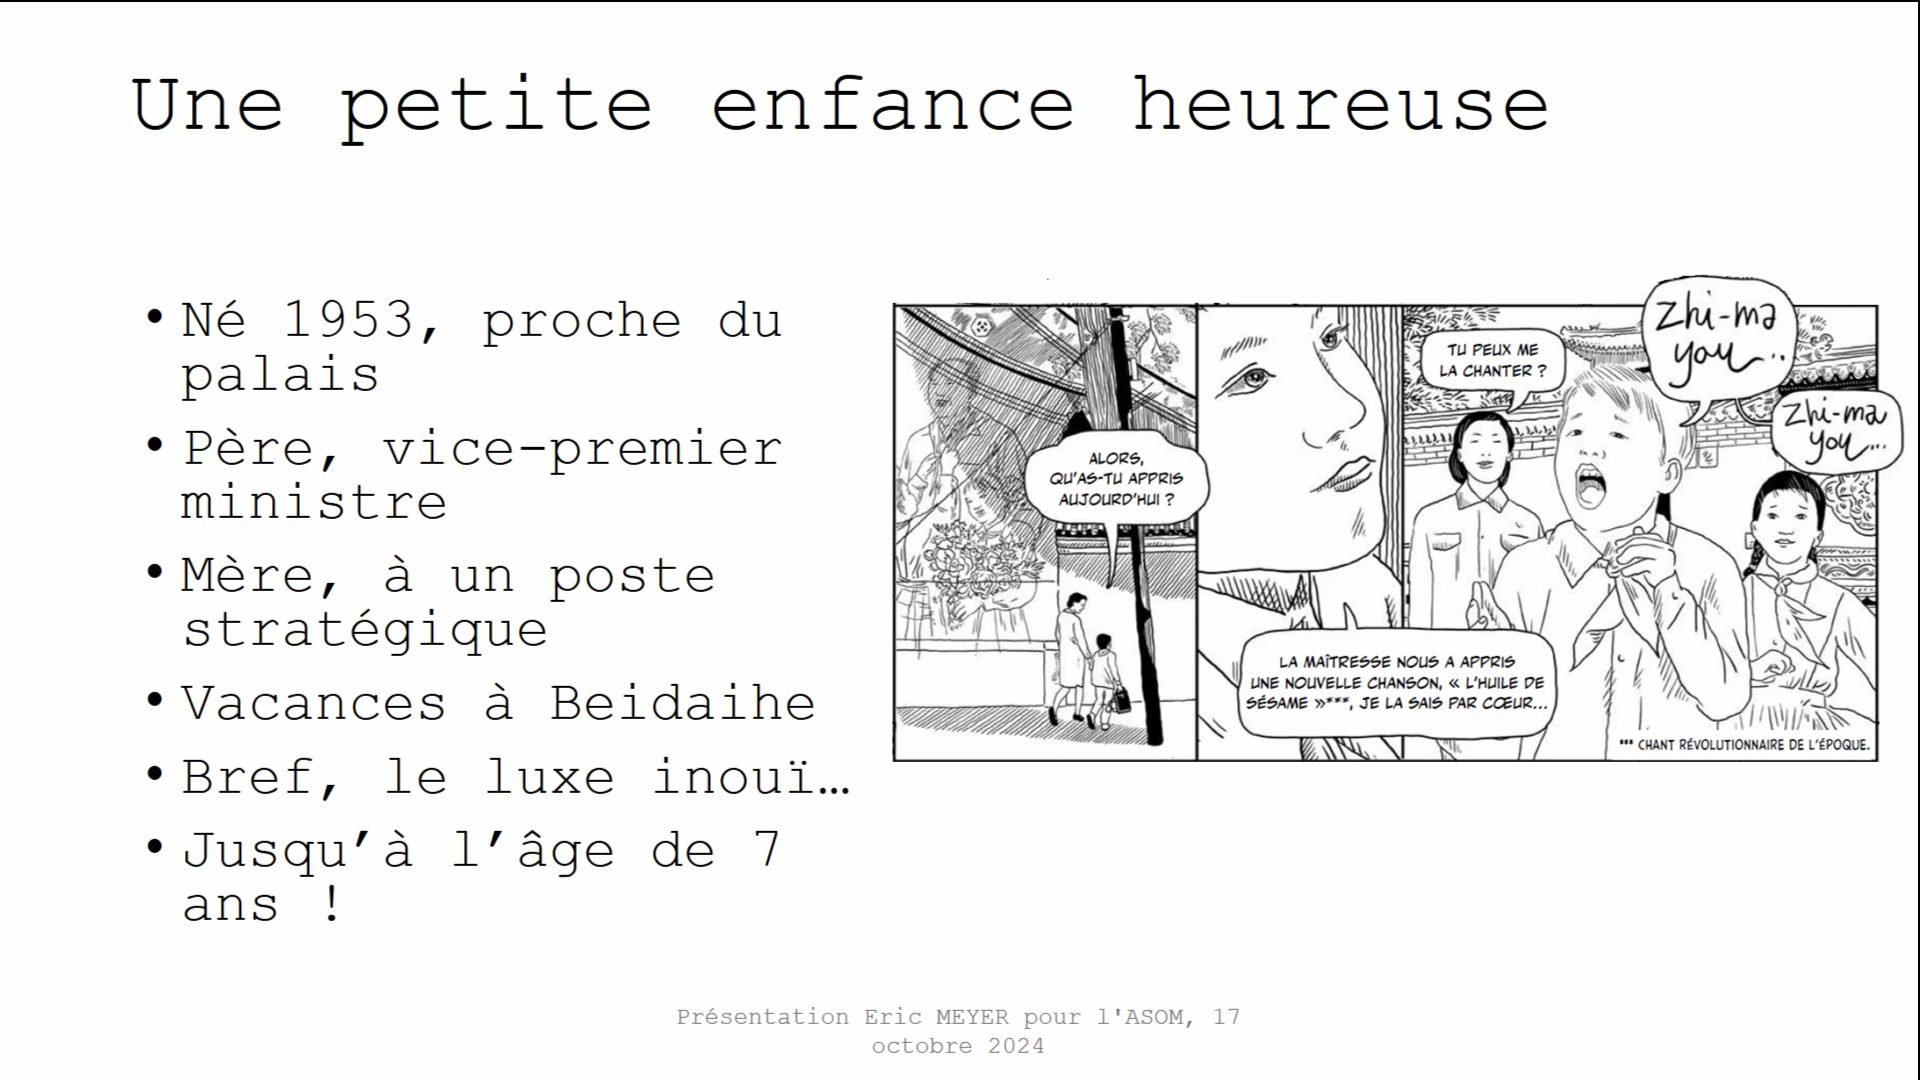 Une petite enfance heureuse
• Né 1953, proche du
palais
• Père, vice-premier
ministre
• Mère, à un poste
stratégique
• Vacances à Beidaihe
• Bref, le luxe inouï…
• Jusqu’à l’âge de 7
ans !
ALORS,
QU'AS-TU APPRIS
AUJOURD'HUI ?
LA MAÎTRESSE NOUS A APPRIS
UNE NOUVELLE CHANSON, « L'HUILE DE
SÉSAME »***, JE LA SAIS PAR CŒUR...
TU PEUX ME
LA CHANTER ?
Zhi-ma
you...
Zhi-ma
you...
*** CHANT RÉVOLUTIONNAIRE DE L'ÉPOQUE.
Présentation Eric MEYER pour l'ASOM, 17
octobre 2024